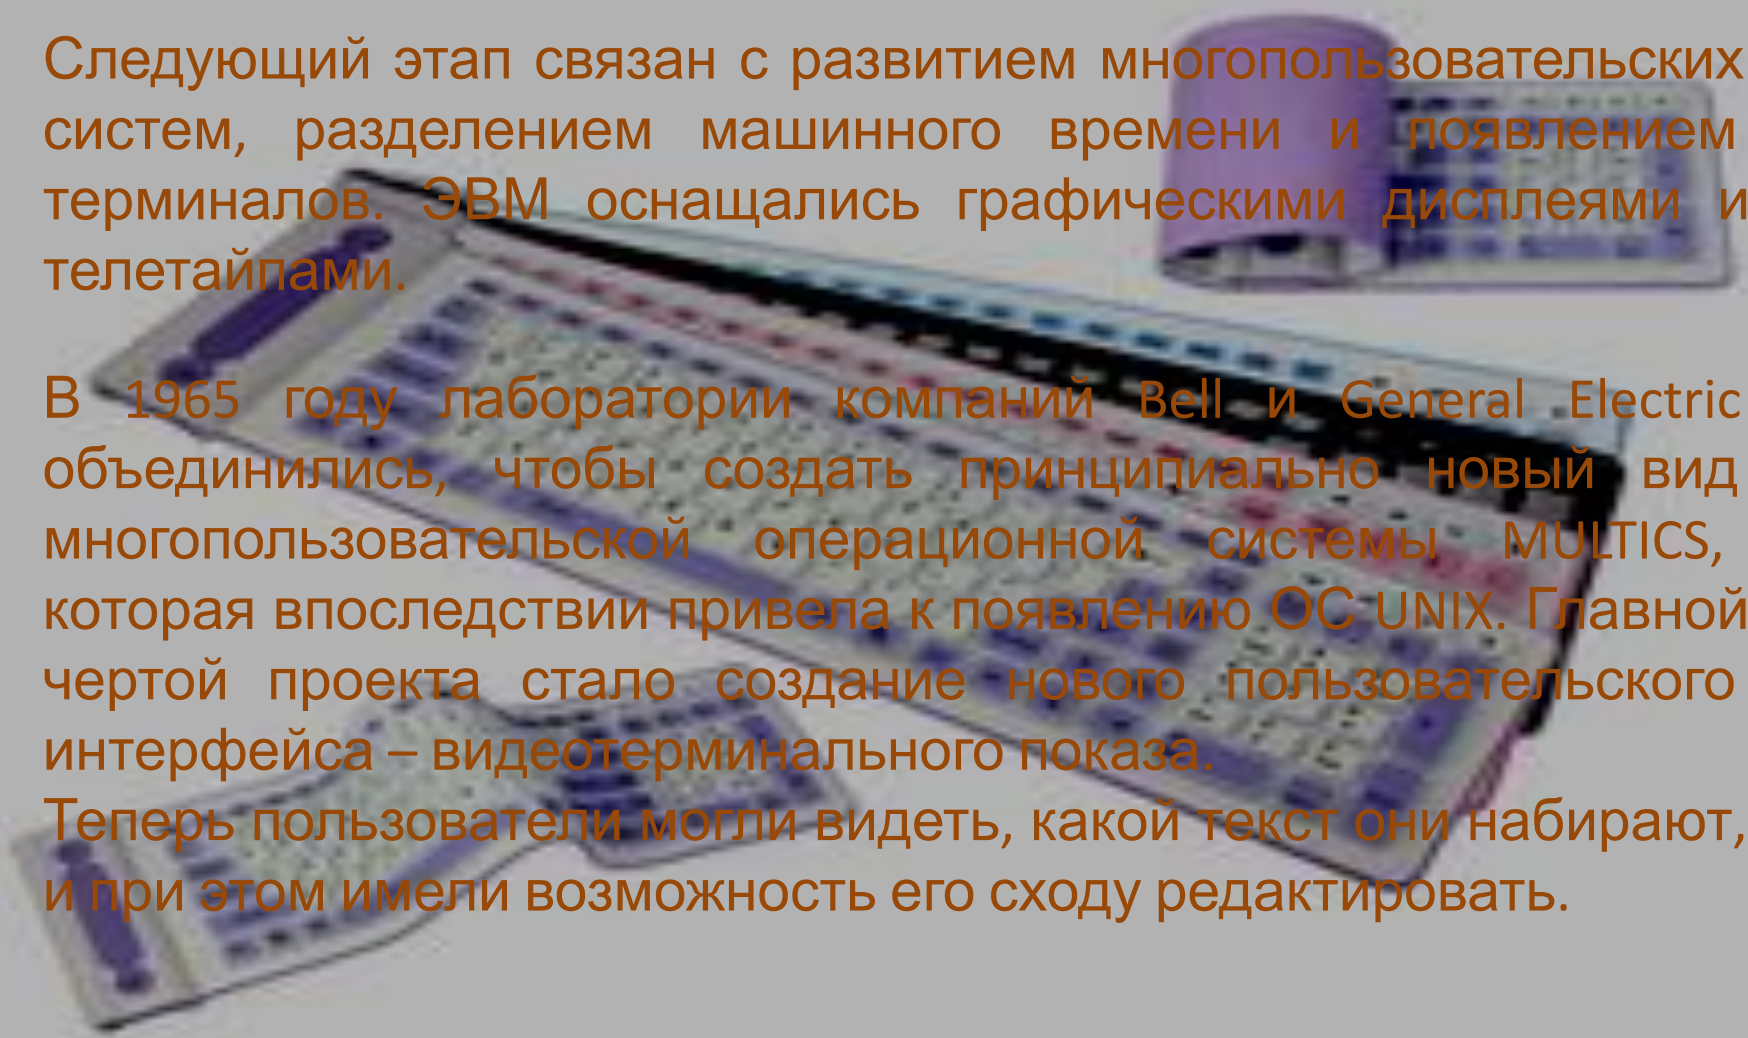 Следующий этап связан с развитием многопользовательских
систем, разделением машинного времени и появлением
терминалов. ЭВМ оснащались графическими дисплеями и
телетайпами.
В 1965 году лаборатории компаний Bell и General Electric
объединились, чтобы создать принципиально новый вид
многопользовательской операционной системы MULTICS,
которая впоследствии привела к появлению ОС UNIX. Главной
чертой проекта стало создание нового пользовательского
интерфейса – видеотерминального показа.
Теперь пользователи могли видеть, какой текст они набирают,
и при этом имели возможность его сходу редактировать.